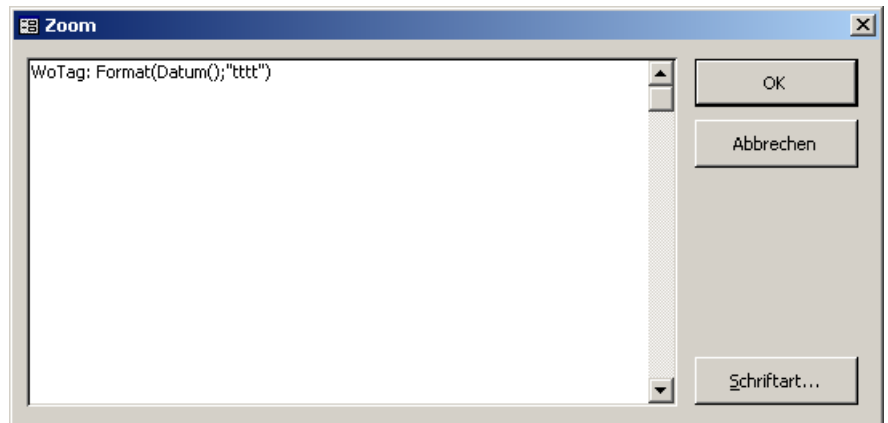 Zoom
WoTag: Format(Datum();"tttt")
OK
Abbrechen
Schriftart...